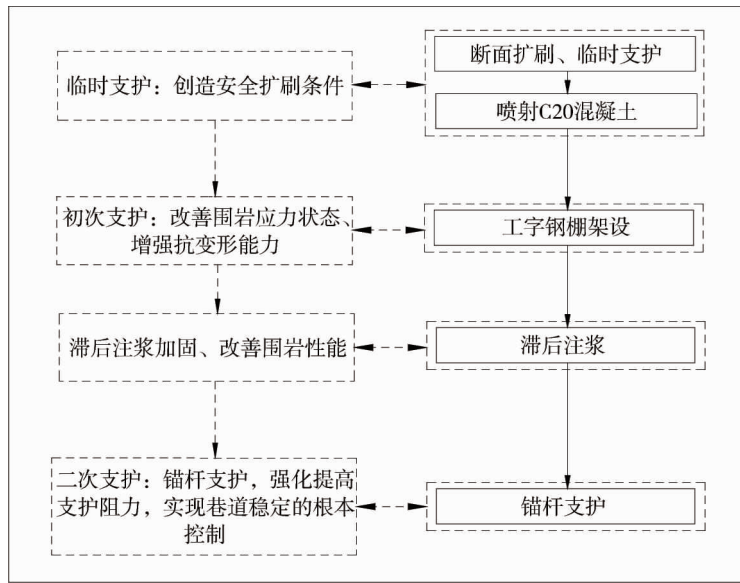 断面扩刷、临时支护
临时支护：创造安全扩刷条件
喷射C20混凝土
初次支护：改善围岩应力状态、
增强抗变形能力
工字钢棚架设
滞后注浆加固、改善围岩性能
滞后注浆
二次支护：锚杆支护，强化提高
支护阻力，实现巷道稳定的根本
控制
锚杆支护